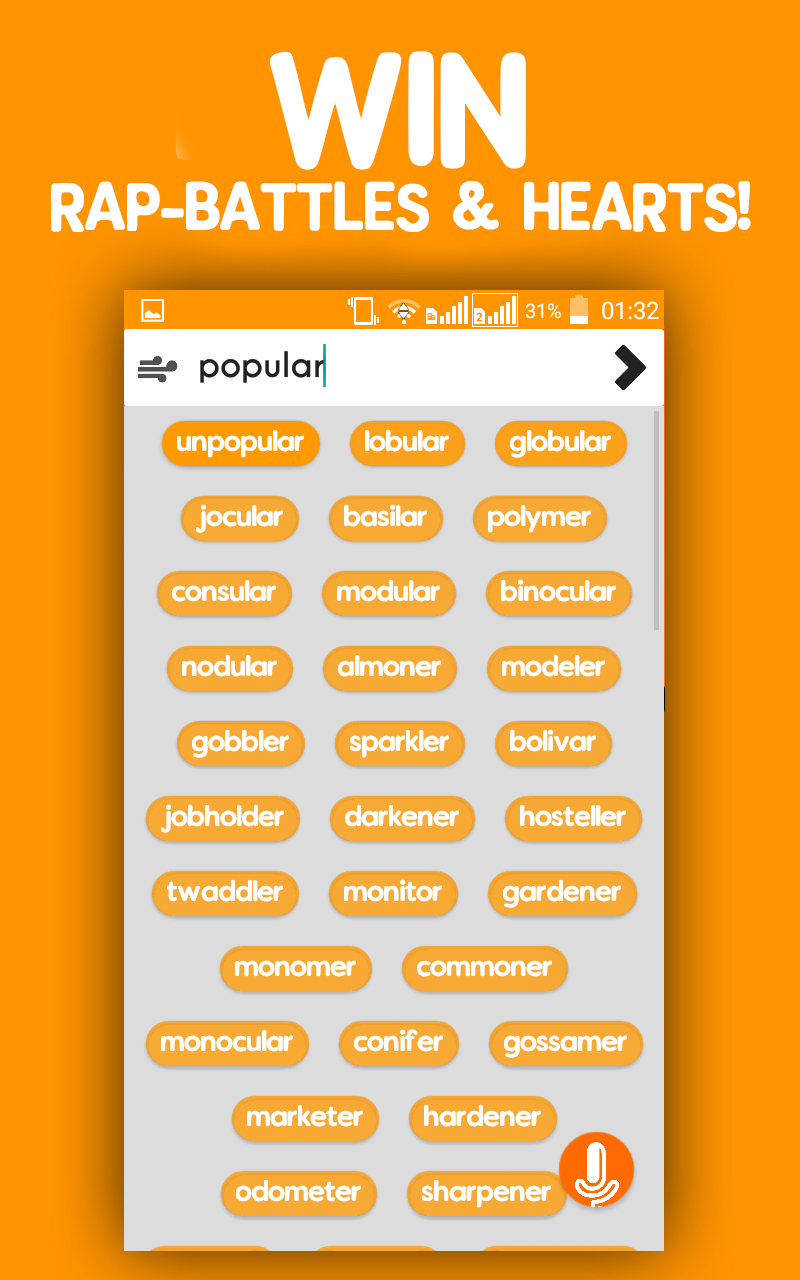 WIN
RAP-BATTLES & HEARTS!
2 31% 01:32
popular
unpopular lobular globular
jocular basilar polymer
consular modular binocular
nodular almoner modeler
gobbler sparkler bolivar
jobholder darkener hosteller
twaddler monitor gardener
monomer commoner
monocular conifer gossamer
marketer hardener
odometer sharpener